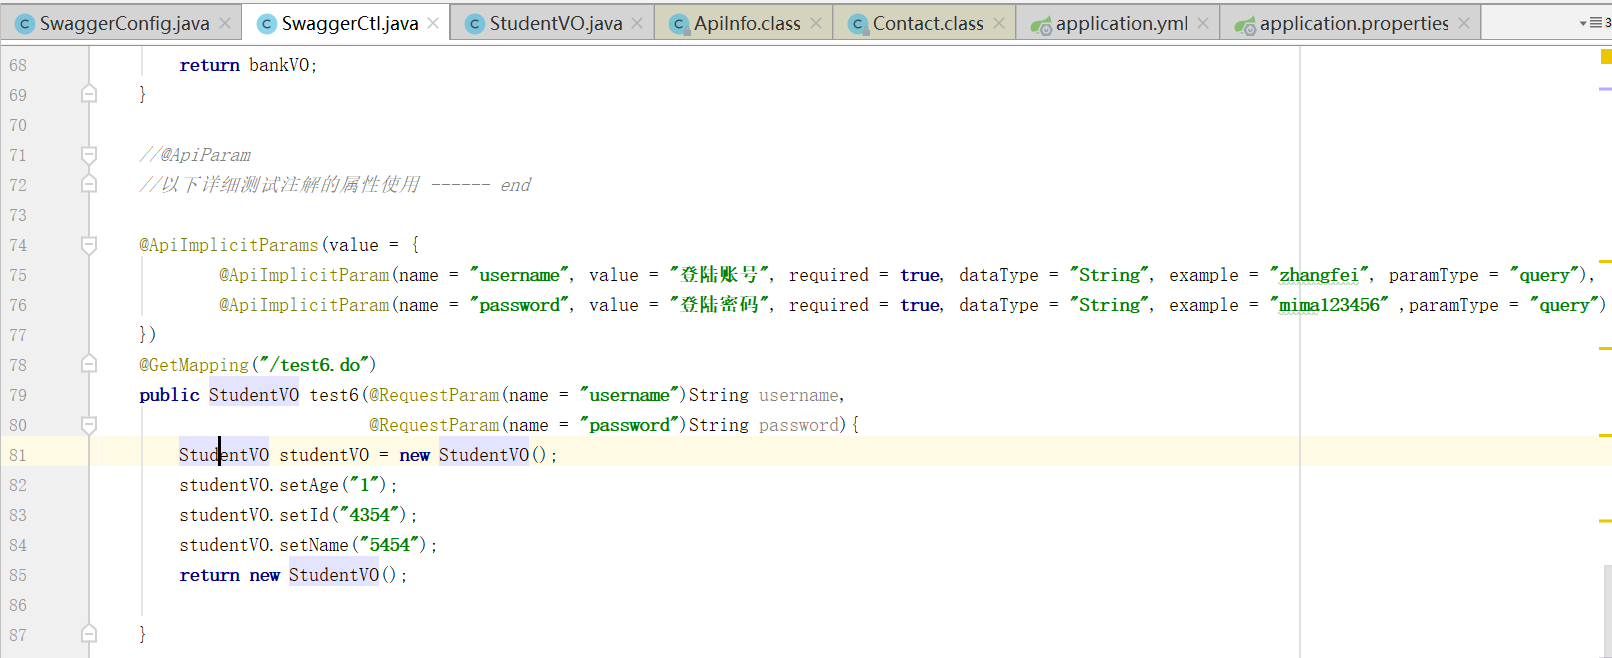 SwaggerConfig.java SwaggerCtl.java StudentVO.java ApiInfo.class Contact.class application.yml application.properties 3
68 return bankVO;
69 }
70
71 //@ApiParam
72 //以下详细测试注解的属性使用 ------ end
73
74 @ApiImplicitParams(value = {
75 @ApiImplicitParam(name = "username", value = "登陆账号", required = true, dataType = "String", example = "zhangfei", paramType = "query"),
76 @ApiImplicitParam(name = "password", value = "登陆密码", required = true, dataType = "String", example = "mima123456" ,paramType = "query")
77 })
78 @GetMapping("/test6.do")
79 public StudentVO test6(@RequestParam(name = "username")String username,
80 @RequestParam(name = "password")String password){
81 StudentVO studentVO = new StudentVO();
82 studentVO.setAge("1");
83 studentVO.setId("4354");
84 studentVO.setName("5454");
85 return new StudentVO();
86
87 }